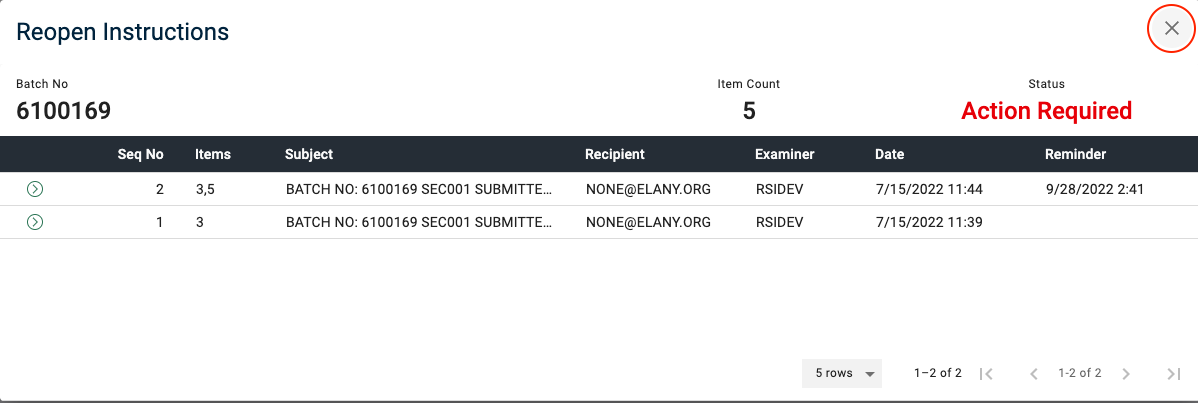 Reopen Instructions
Batch No Item Count Status
6100169 5 Action Required
Seq No Items Subject Recipient Examiner Date Reminder
2 3,5 BATCH NO: 6100169 SEC001 SUBMITTE... NONE@ELANY.ORG RSIDEV 7/15/2022 11:44 9/28/2022 2:41
1 3 BATCH NO: 6100169 SEC001 SUBMITTE... NONE@ELANY.ORG RSIDEV 7/15/2022 11:39
5 rows 1–2 of 2 1-2 of 2